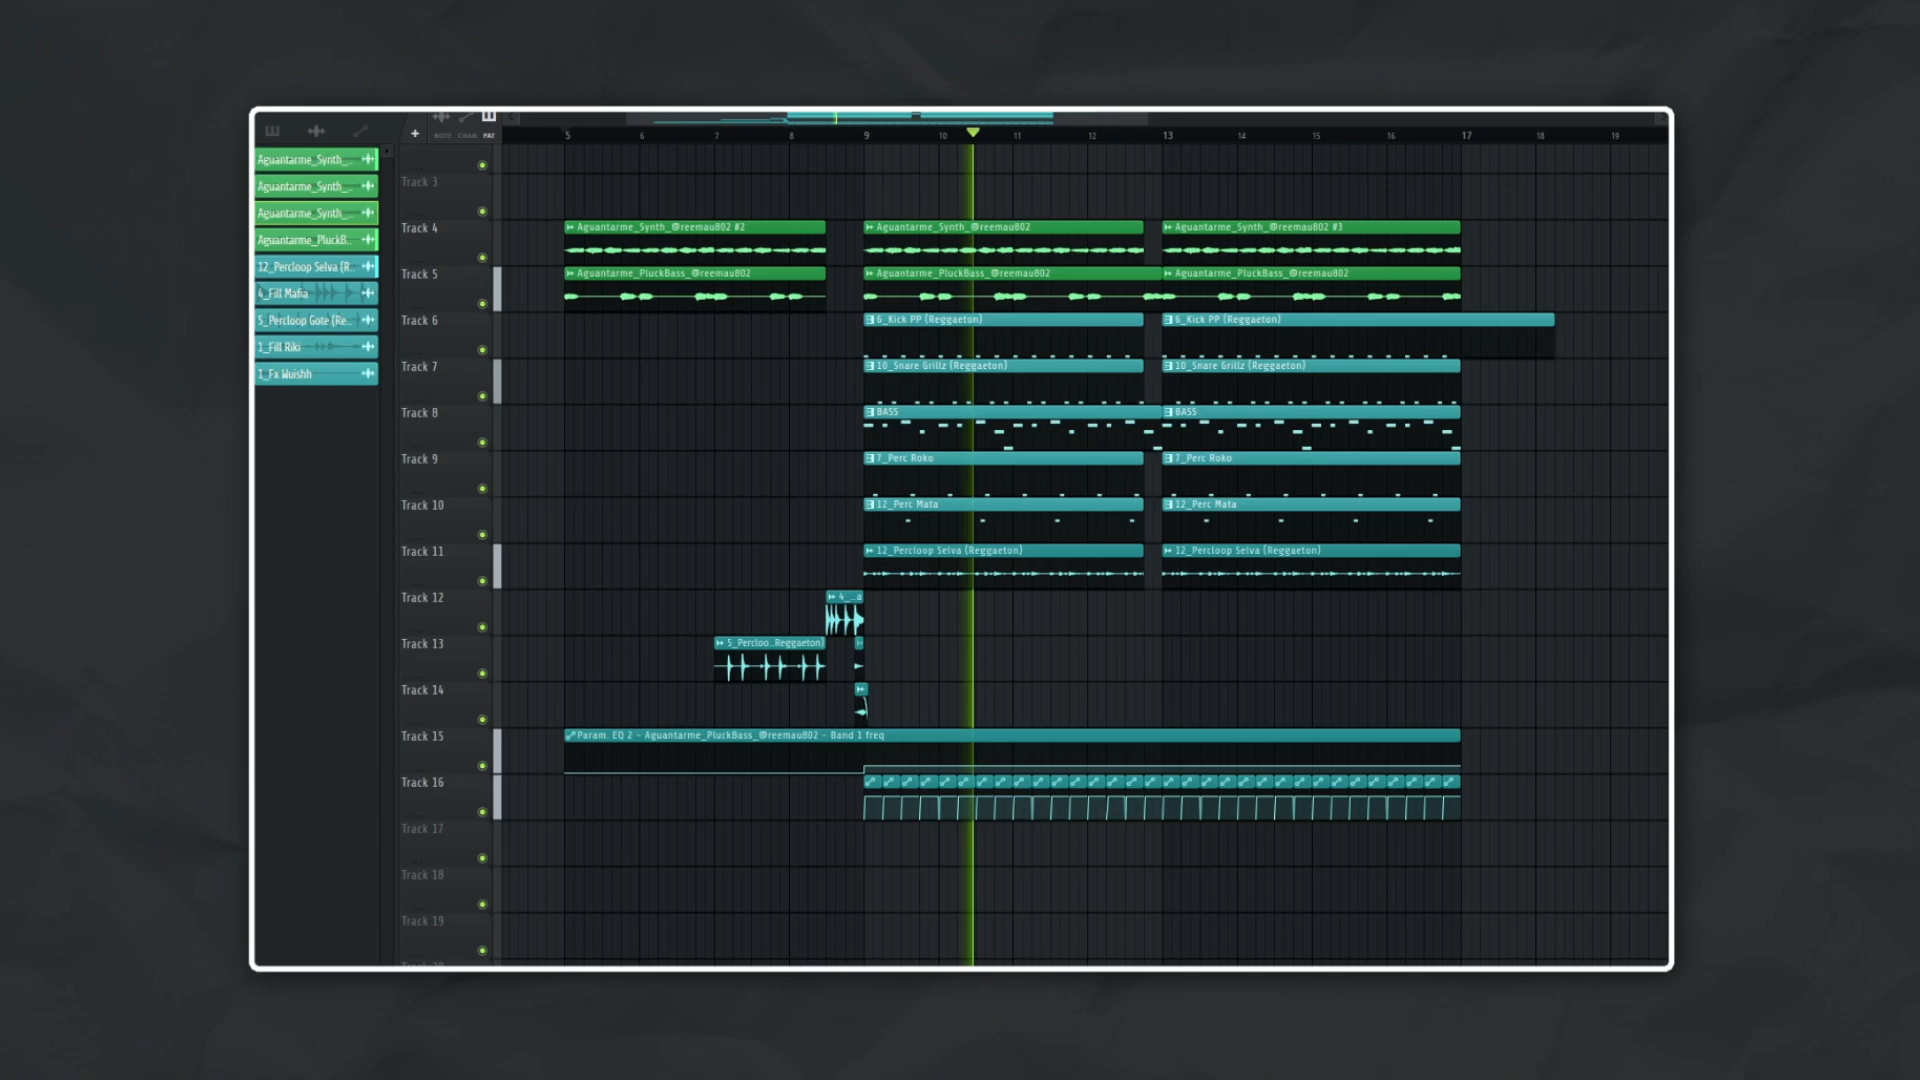 NOTE CHAN PAT
5 6 7 8 9 10 11 12 13 14 15 16 17 18 19
Aguantarme_Synth_..
Aguantarme_Synth_..
Aguantarme_Synth_..
Aguantarme_PluckB..
12_Percloop Selva (R..
4_Fill Mafia
5_Percloop Gote (Re..
1_Fill Riki
1_Fx Wuishh
Track 3
Track 4
Aguantarme_Synth_@reemau802 #2
Aguantarme_Synth_@reemau802
Aguantarme_Synth_@reemau802 #3
Track 5
Aguantarme_PluckBass_@reemau802
Aguantarme_PluckBass_@reemau802
Aguantarme_PluckBass_@reemau802
Track 6
6_Kick PP (Reggaeton)
6_Kick PP (Reggaeton)
Track 7
10_Snare Grillz (Reggaeton)
10_Snare Grillz (Reggaeton)
Track 8
BASS
BASS
Track 9
7_Perc Roko
7_Perc Roko
Track 10
12_Perc Mata
12_Perc Mata
Track 11
12_Percloop Selva (Reggaeton)
12_Percloop Selva (Reggaeton)
Track 12
4_..a
Track 13
5_Percloo..Reggaeton)
Track 14
Track 15
Param. EQ 2 - Aguantarme_PluckBass_@reemau802 - Band 1 freq
Track 16
Track 17
Track 18
Track 19